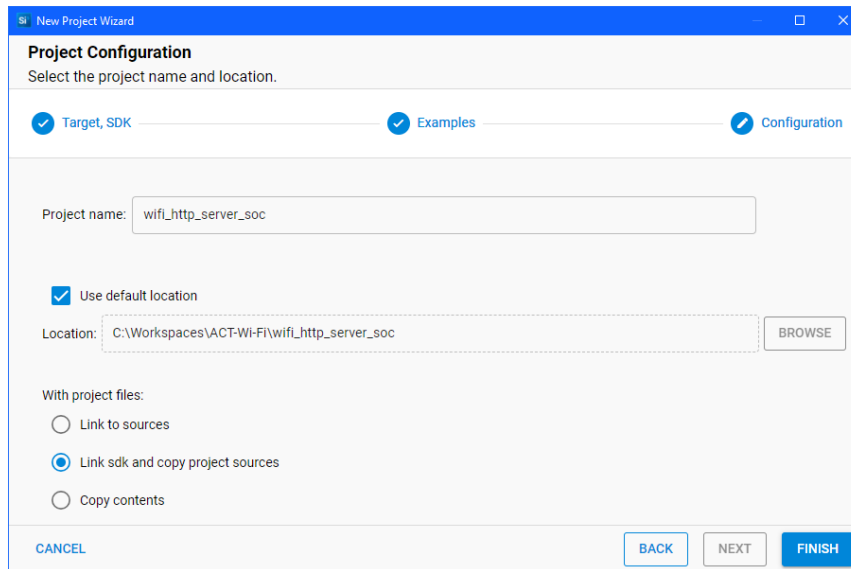 Si New Project Wizard
Project Configuration
Select the project name and location.
Target, SDK Examples Configuration
Project name: wifi_http_server_soc
Use default location
Location: C:\Workspaces\ACT-Wi-Fi\wifi_http_server_soc BROWSE
With project files:
Link to sources
Link sdk and copy project sources
Copy contents
CANCEL BACK NEXT FINISH